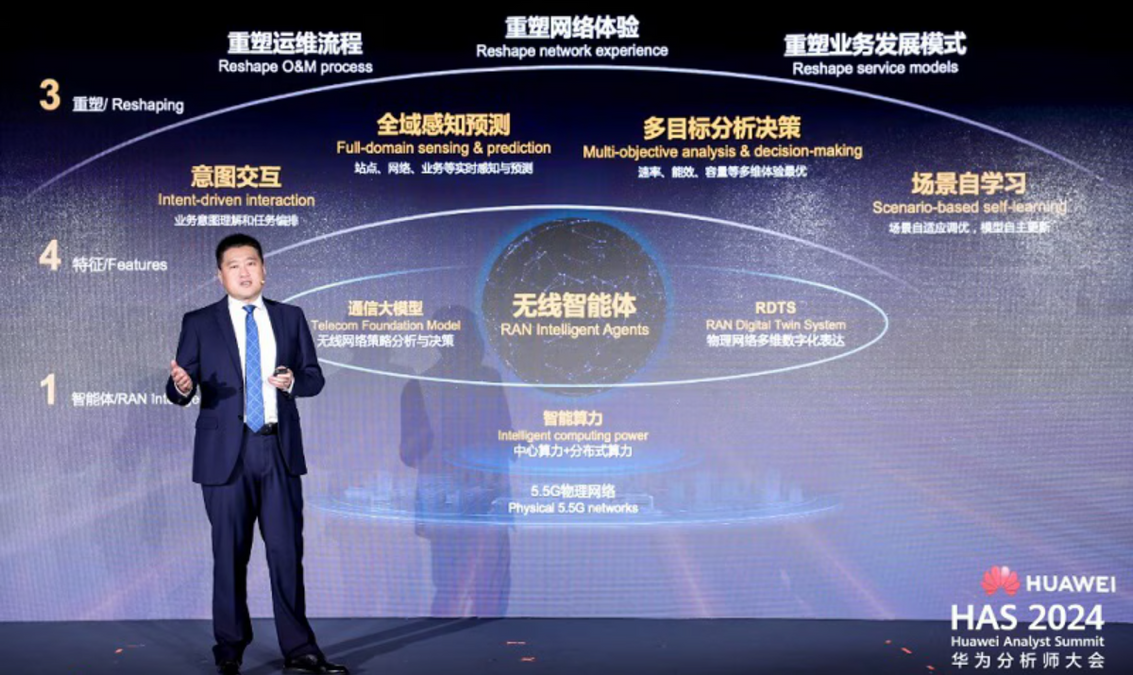 重塑运维流程
Reshape O&M process
重塑网络体验
Reshape network experience
重塑业务发展模式
Reshape service models
3 重塑/ Reshaping
全域感知预测
Full-domain sensing & prediction
站点、网络、业务等实时感知与预测
多目标分析决策
Multi-objective analysis & decision-making
速率、能效、容量等多维体验最优
意图交互
Intent-driven interaction
业务意图理解和任务编排
场景自学习
Scenario-based self-learning
场景自适应调优，模型自主更新
4 特征/Features
通信大模型
Telecom Foundation Model
无线网络策略分析与决策
无线智能体
RAN Intelligent Agents
RDTS
RAN Digital Twin System
物理网络多维数字化表达
1 智能体/RAN
智能算力
Intelligent computing power
中心算力+分布式算力
5.5G物理网络
Physical 5.5G networks
HUAWEI
HAS 2024
Huawei Analyst Summit
华为分析师大会